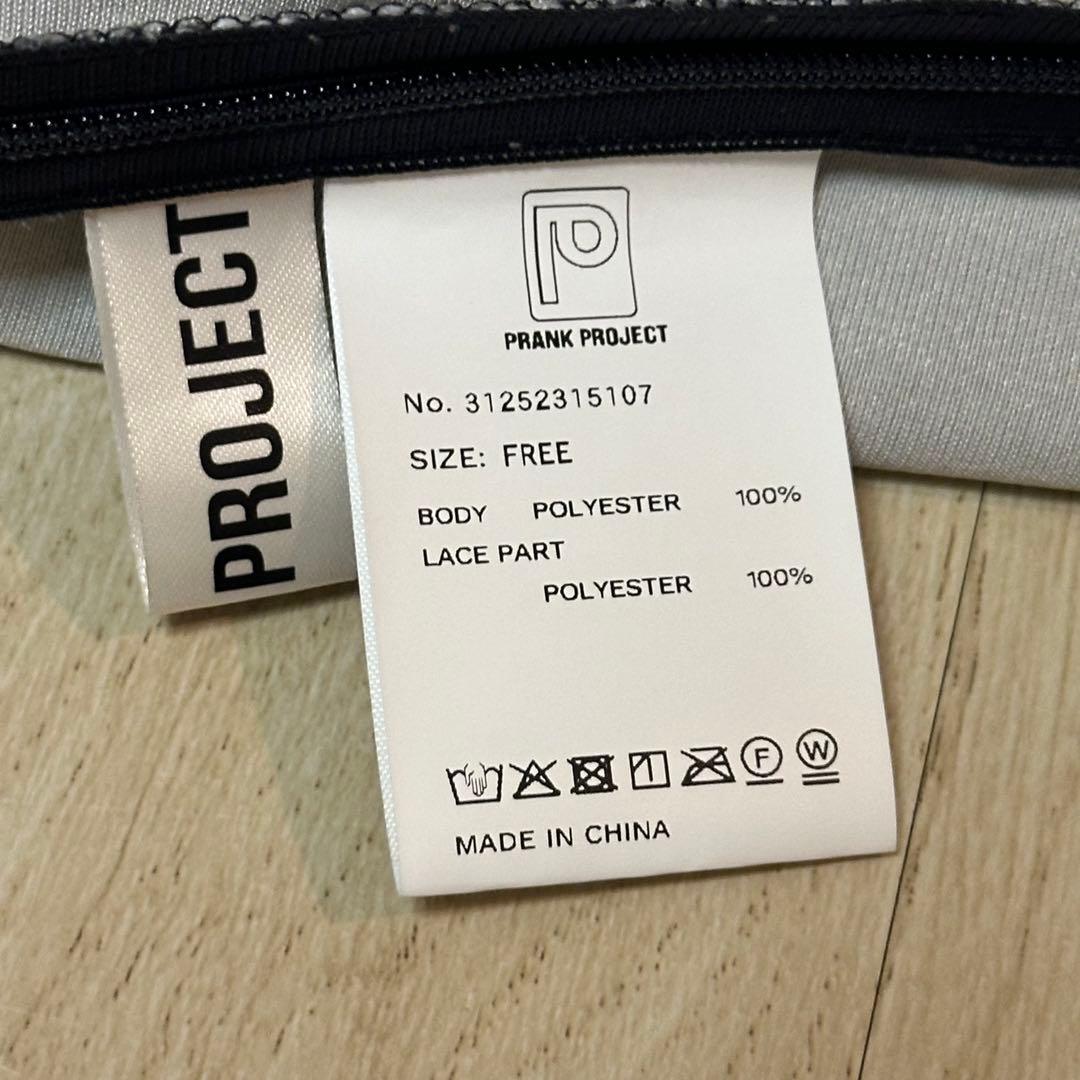 PROJECT
P
PRANK PROJECT
No. 31252315107
SIZE: FREE
BODY POLYESTER 100%
LACE PART
POLYESTER 100%
F W
MADE IN CHINA